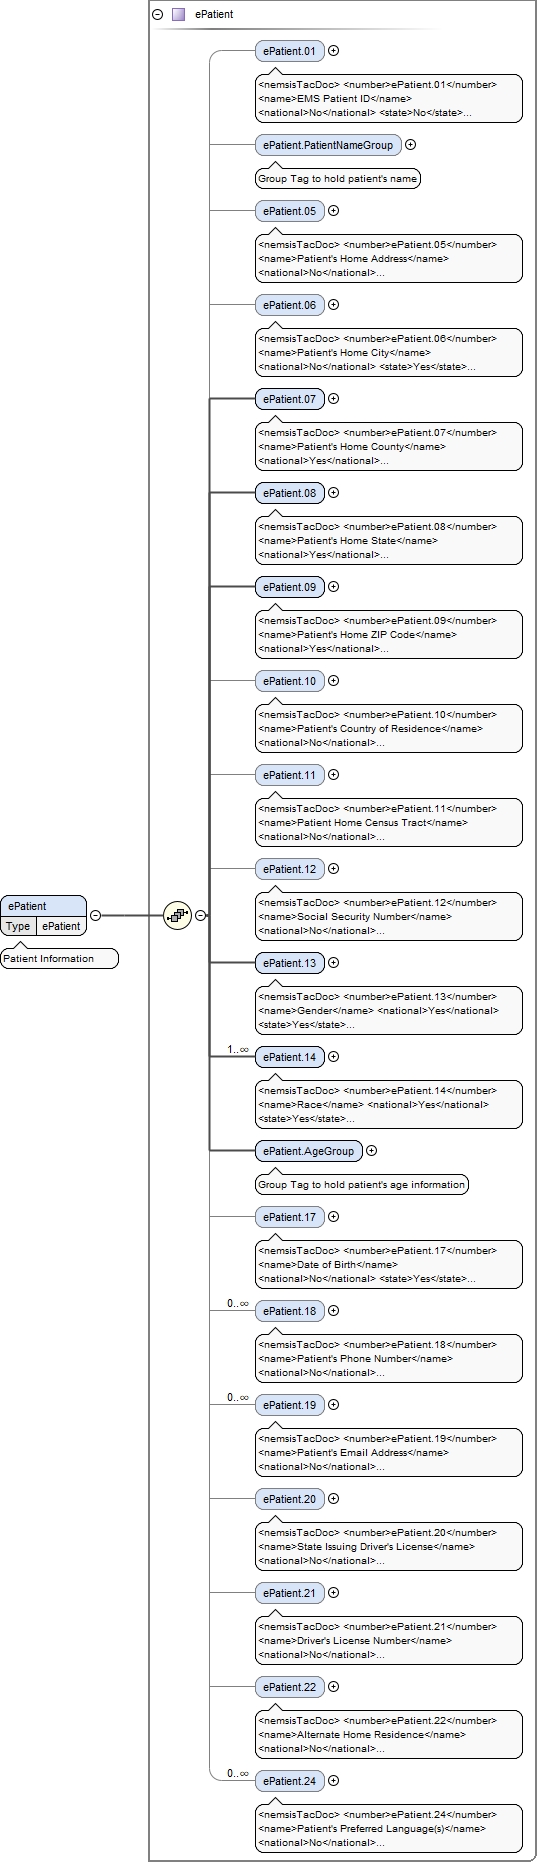 ePatient
ePatient.01
<nemsisTacDoc> <number>ePatient.01</number>
<name>EMS Patient ID</name>
<national>No</national> <state>No</state>...
ePatient.PatientNameGroup
Group Tag to hold patient's name
ePatient.05
<nemsisTacDoc> <number>ePatient.05</number>
<name>Patient's Home Address</name>
<national>No</national>...
ePatient.06
<nemsisTacDoc> <number>ePatient.06</number>
<name>Patient's Home City</name>
<national>No</national> <state>Yes</state>...
ePatient.07
<nemsisTacDoc> <number>ePatient.07</number>
<name>Patient's Home County</name>
<national>Yes</national>...
ePatient.08
<nemsisTacDoc> <number>ePatient.08</number>
<name>Patient's Home State</name>
<national>Yes</national>...
ePatient.09
<nemsisTacDoc> <number>ePatient.09</number>
<name>Patient's Home ZIP Code</name>
<national>Yes</national>...
ePatient.10
<nemsisTacDoc> <number>ePatient.10</number>
<name>Patient's Country of Residence</name>
<national>No</national>...
ePatient.11
<nemsisTacDoc> <number>ePatient.11</number>
<name>Patient Home Census Tract</name>
<national>No</national>...
ePatient.12
<nemsisTacDoc> <number>ePatient.12</number>
<name>Social Security Number</name>
<national>No</national>...
ePatient
Type ePatient
Patient Information
ePatient.13
<nemsisTacDoc> <number>ePatient.13</number>
<name>Gender</name> <national>Yes</national>
<state>Yes</state>...
1..∞
ePatient.14
<nemsisTacDoc> <number>ePatient.14</number>
<name>Race</name> <national>Yes</national>
<state>Yes</state>...
ePatient.AgeGroup
Group Tag to hold patient's age information
ePatient.17
<nemsisTacDoc> <number>ePatient.17</number>
<name>Date of Birth</name>
<national>No</national> <state>Yes</state>...
0..∞
ePatient.18
<nemsisTacDoc> <number>ePatient.18</number>
<name>Patient's Phone Number</name>
<national>No</national>...
0..∞
ePatient.19
<nemsisTacDoc> <number>ePatient.19</number>
<name>Patient's Email Address</name>
<national>No</national>...
ePatient.20
<nemsisTacDoc> <number>ePatient.20</number>
<name>State Issuing Driver's License</name>
<national>No</national>...
ePatient.21
<nemsisTacDoc> <number>ePatient.21</number>
<name>Driver's License Number</name>
<national>No</national>...
ePatient.22
<nemsisTacDoc> <number>ePatient.22</number>
<name>Alternate Home Residence</name>
<national>No</national>...
0..∞
ePatient.24
<nemsisTacDoc> <number>ePatient.24</number>
<name>Patient's Preferred Language(s)</name>
<national>No</national>...